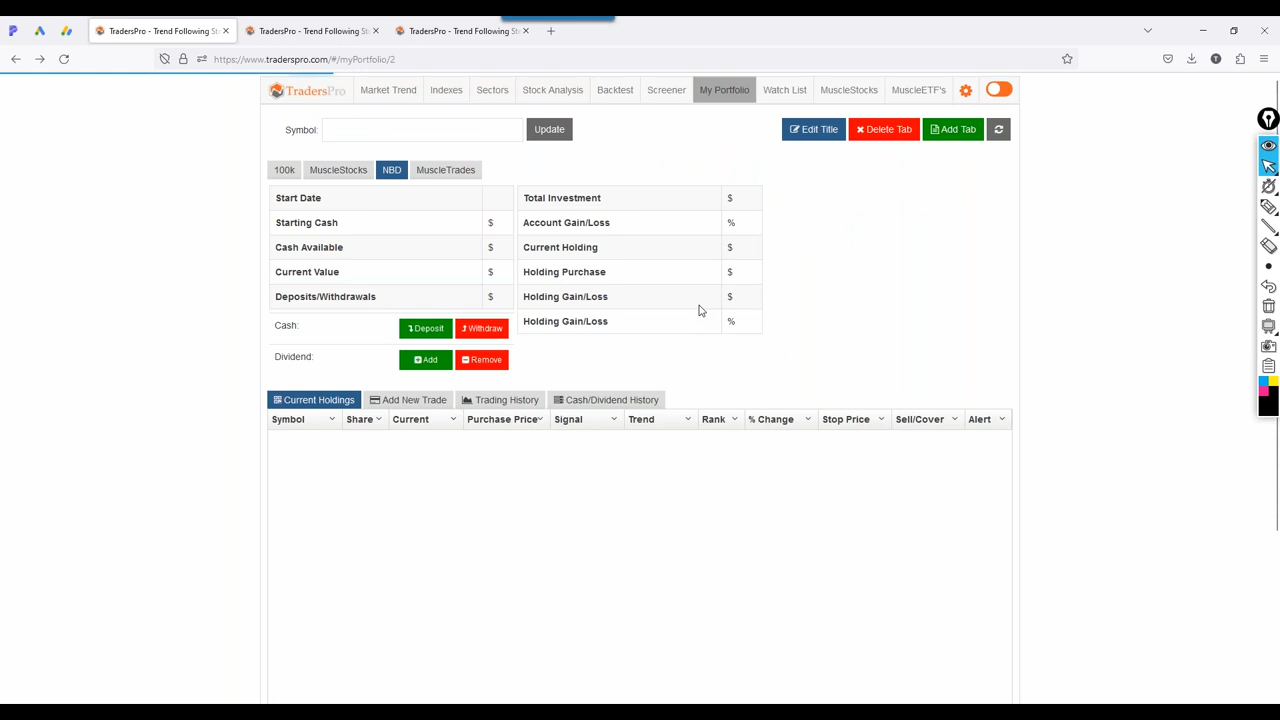 TradersPro - Trend Following St
TradersPro - Trend Following St
TradersPro - Trend Following St
https://www.traderspro.com/#/myPortfolio/2
TradersPro
Market Trend
Indexes
Sectors
Stock Analysis
Backtest
Screener
My Portfolio
Watch List
MuscleStocks
MuscleETF's
Symbol:
Update
Edit Title
Delete Tab
Add Tab
100k
MuscleStocks
NBD
MuscleTrades
Start Date
Starting Cash $
Cash Available $
Current Value $
Deposits/Withdrawals $
Cash:
Deposit
Withdraw
Dividend:
Add
Remove
Total Investment $
Account Gain/Loss %
Current Holding $
Holding Purchase $
Holding Gain/Loss $
Holding Gain/Loss %
Current Holdings
Add New Trade
Trading History
Cash/Dividend History
Symbol
Share
Current
Purchase Price
Signal
Trend
Rank
% Change
Stop Price
Sell/Cover
Alert